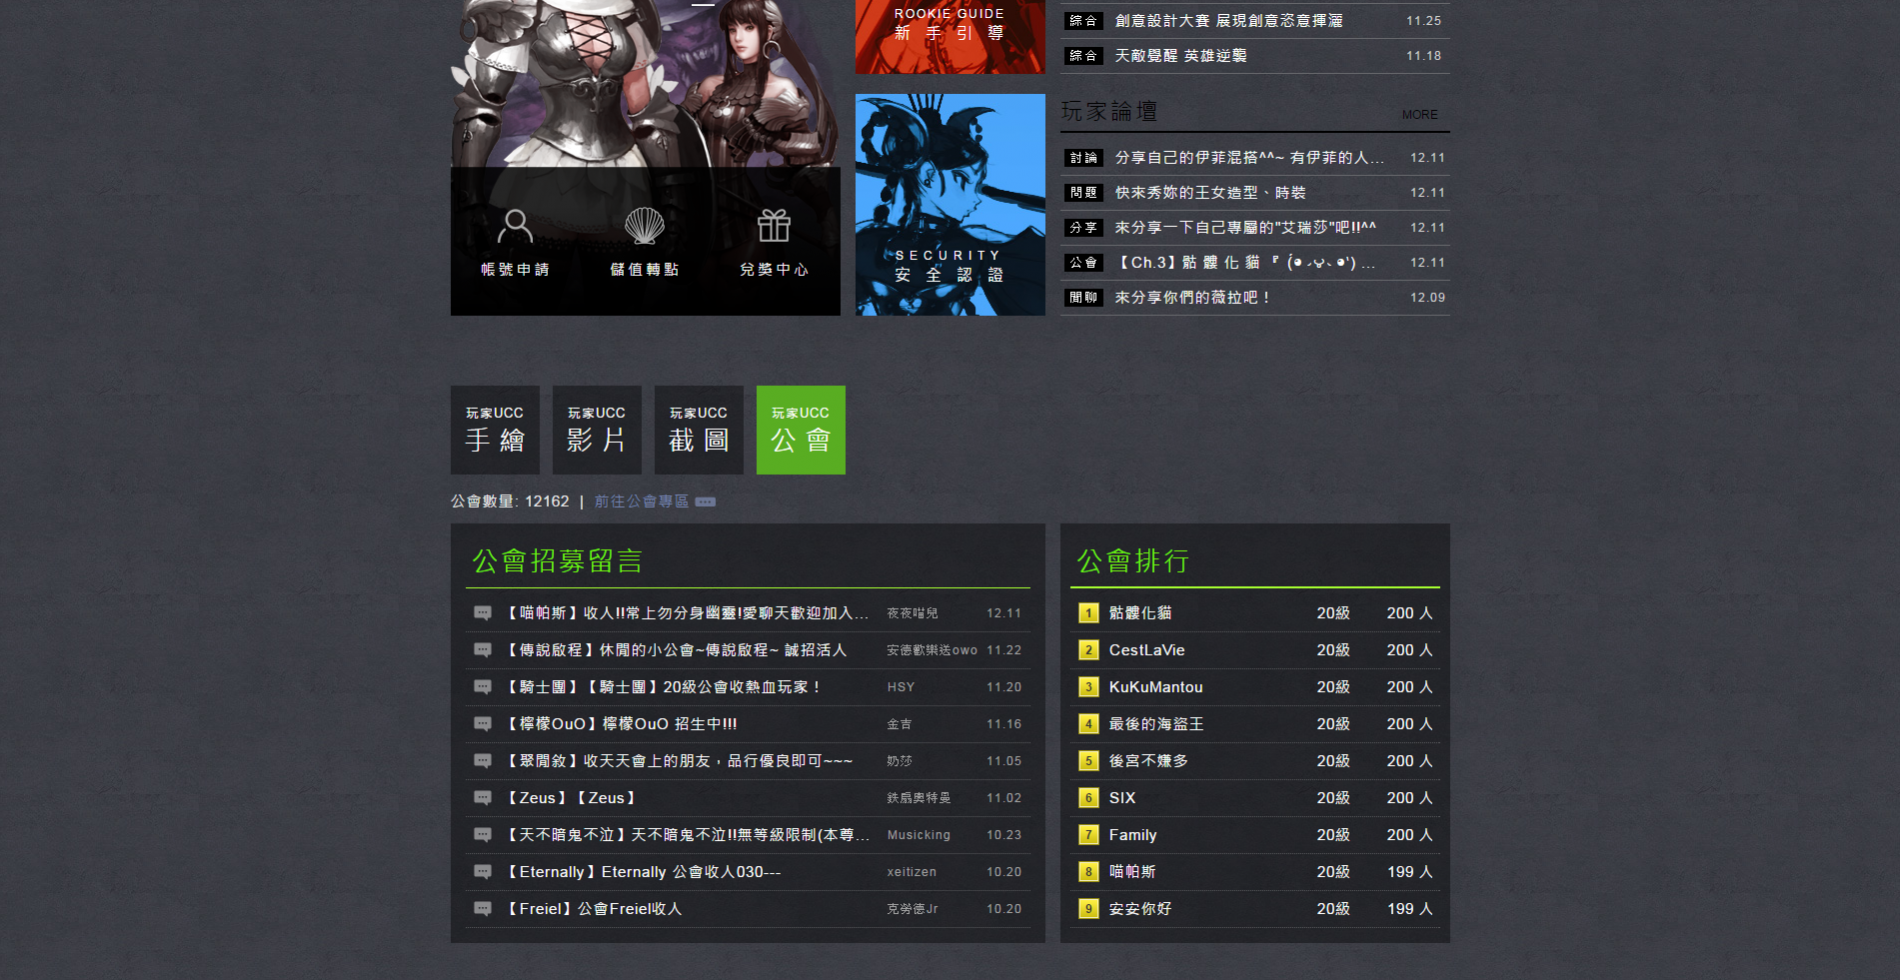 ROOKIE GUIDE
新手引導
綜合 創意設計大賽 展現創意恣意揮灑 11.25
綜合 天敵覺醒 英雄逆襲 11.18
玩家論壇 MORE
討論 分享自己的伊菲混搭^^~ 有伊菲的人... 12.11
問題 快來秀妳的王女造型、時裝 12.11
分享 來分享一下自己專屬的"艾瑞莎"吧!!^^ 12.11
公會 【Ch.3】骷 髏 化 貓 12.11
閒聊 來分享你們的薇拉吧！ 12.09
帳號申請 儲值轉點 兌獎中心
SECURITY
安全認證
玩家UCC 手繪
玩家UCC 影片
玩家UCC 截圖
玩家UCC 公會
公會數量: 12162 | 前往公會專區
公會招募留言
【喵帕斯】收人!!常上勿分身幽靈!愛聊天歡迎加入... 夜夜喵兒 12.11
【傳說啟程】休閒的小公會~傳說啟程~ 誠招活人 安德歡樂送owo 11.22
【騎士團】【騎士團】20級公會收熱血玩家！ HSY 11.20
【檸檬OuO】檸檬OuO 招生中!!! 金吉 11.16
【聚閒敘】收天天會上的朋友，品行優良即可~~~ 奶莎 11.05
【Zeus】【Zeus】 鉄扇奧特曼 11.02
【天不暗鬼不泣】天不暗鬼不泣!!無等級限制(本尊... Musicking 10.23
【Eternally】Eternally 公會收人030--- xeitizen 10.20
【Freiel】公會Freiel收人 克勞德Jr 10.20
公會排行
1 骷髏化貓 20級 200 人
2 CestLaVie 20級 200 人
3 KuKuMantou 20級 200 人
4 最後的海盜王 20級 200 人
5 後宮不嫌多 20級 200 人
6 SIX 20級 200 人
7 Family 20級 200 人
8 喵帕斯 20級 199 人
9 安安你好 20級 199 人